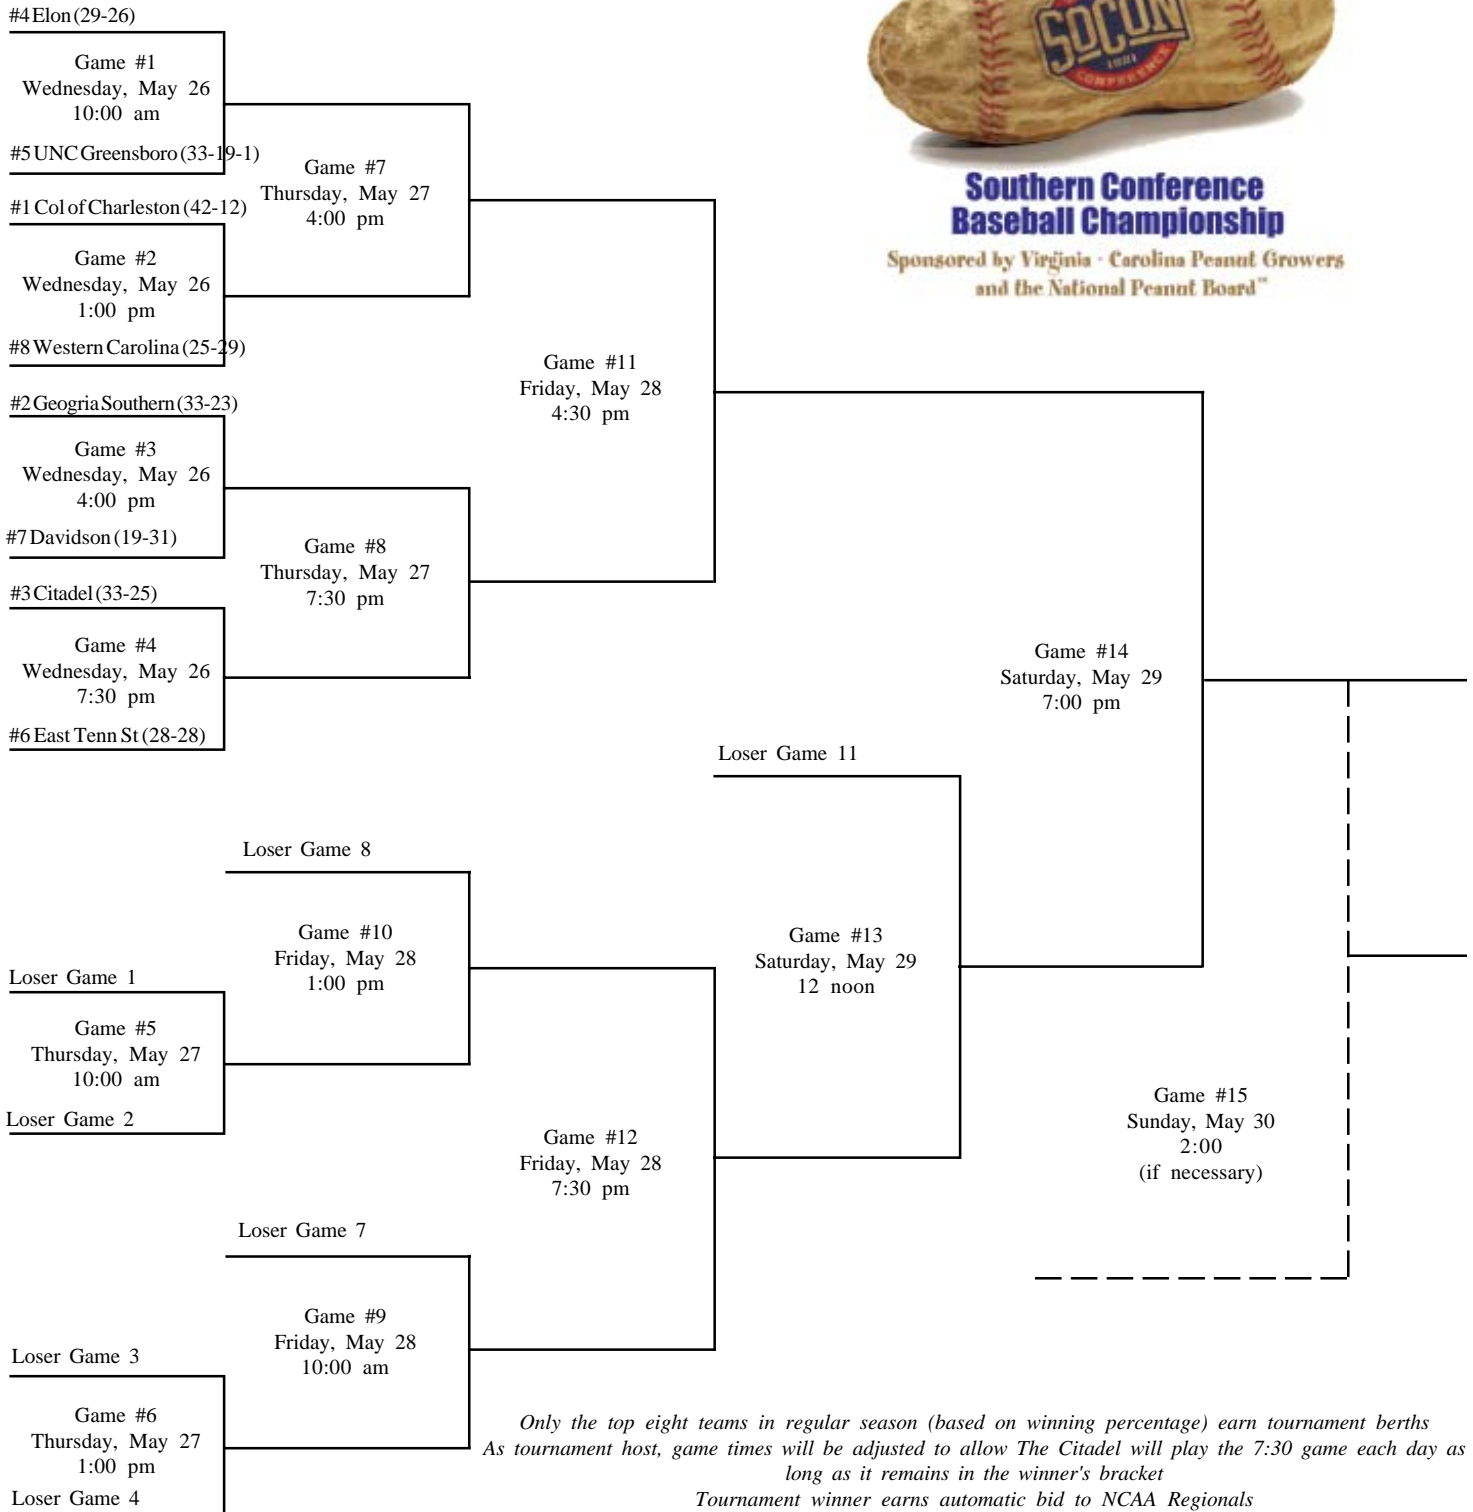 #4 Elon (29-26)
Game #1
Wednesday, May 26
10:00 am
#5 UNC Greensboro (33-19-1)
#1 Col of Charleston (42-12)
Game #2
Wednesday, May 26
1:00 pm
#8 Western Carolina (25-29)
#2 Geogria Southern (33-23)
Game #3
Wednesday, May 26
4:00 pm
#7 Davidson (19-31)
#3 Citadel (33-25)
Game #4
Wednesday, May 26
7:30 pm
#6 East Tenn St (28-28)
Game #7
Thursday, May 27
4:00 pm
Game #8
Thursday, May 27
7:30 pm
Game #11
Friday, May 28
4:30 pm
SOCON
1921
CONFERENCE
Southern Conference
Baseball Championship
Sponsored by Virginia - Carolina Peanut Growers
and the National Peanut Board™
Game #14
Saturday, May 29
7:00 pm
Loser Game 11
Loser Game 8
Game #10
Friday, May 28
1:00 pm
Loser Game 1
Game #5
Thursday, May 27
10:00 am
Loser Game 2
Game #13
Saturday, May 29
12 noon
Game #12
Friday, May 28
7:30 pm
Game #15
Sunday, May 30
2:00
(if necessary)
Loser Game 7
Game #9
Friday, May 28
10:00 am
Loser Game 3
Game #6
Thursday, May 27
1:00 pm
Loser Game 4
Only the top eight teams in regular season (based on winning percentage) earn tournament berths
As tournament host, game times will be adjusted to allow The Citadel will play the 7:30 game each day as
long as it remains in the winner's bracket
Tournament winner earns automatic bid to NCAA Regionals